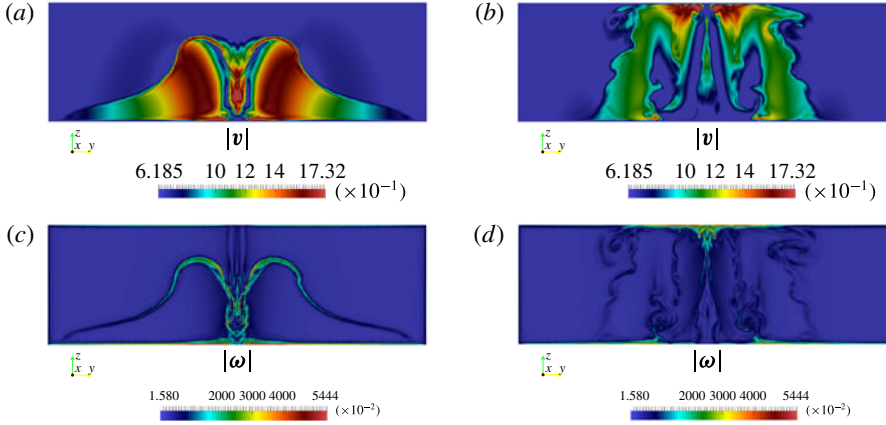 (a)
(b)
z
x y
|v|
z
x y
|v|
6.185 10 12 14 17.32
(×10⁻¹)
6.185 10 12 14 17.32
(×10⁻¹)
(c)
(d)
z
x y
|ω|
z
x y
|ω|
1.580 2000 3000 4000 5444
(×10⁻²)
1.580 2000 3000 4000 5444
(×10⁻²)